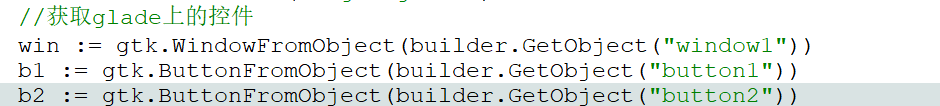 //获取glade上的控件
win := gtk.WindowFromObject(builder.GetObject("window1"))
b1 := gtk.ButtonFromObject(builder.GetObject("button1"))
b2 := gtk.ButtonFromObject(builder.GetObject("button2"))